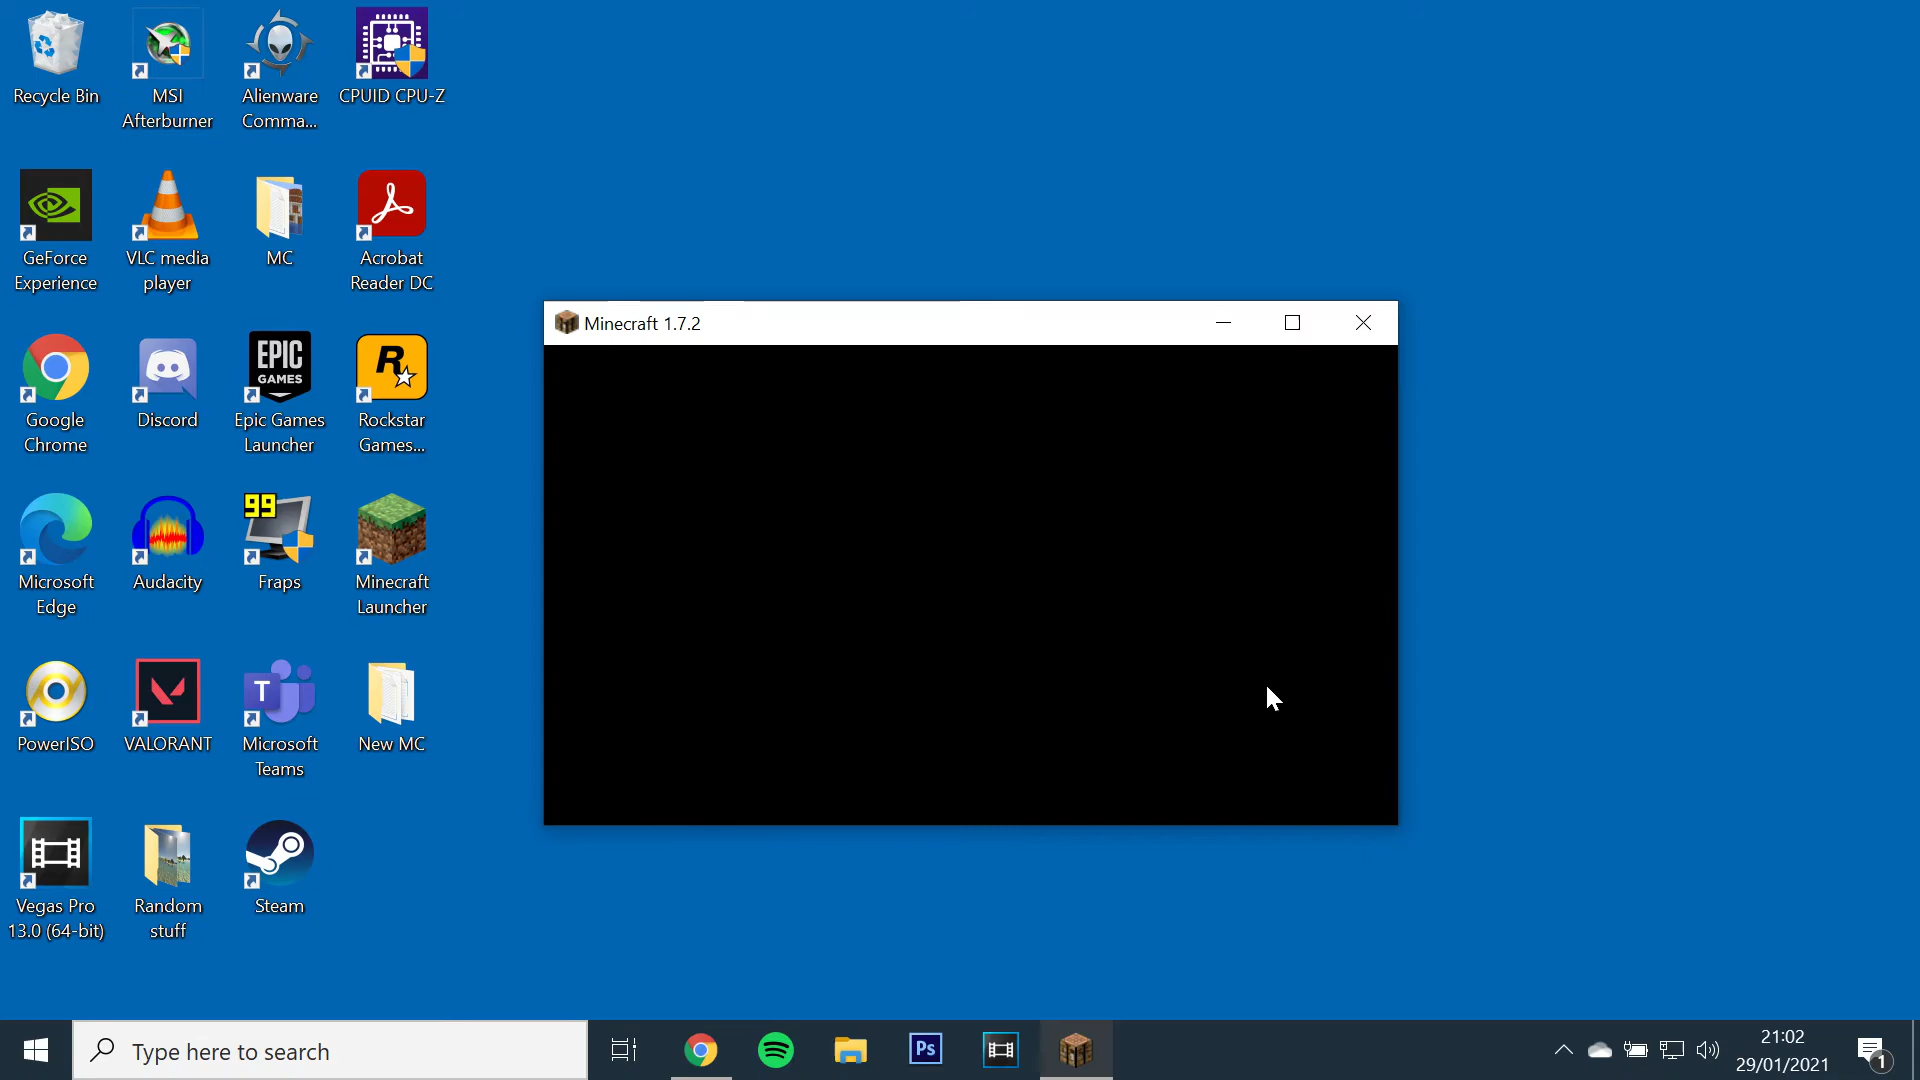 Recycle Bin
MSI
Afterburner
Alienware
Comma...
CPUID CPU-Z
GeForce
Experience
VLC media
player
MC
Acrobat
Reader DC
Minecraft 1.7.2
Google
Chrome
Discord
EPIC
GAMES
Epic Games
Launcher
R
Rockstar
Games...
Microsoft
Edge
Audacity
99
Fraps
Minecraft
Launcher
PowerISO
VALORANT
T
Microsoft
Teams
New MC
Vegas Pro
13.0 (64-bit)
Random
stuff
Steam
Type here to search
Ps
21:02
29/01/2021
1